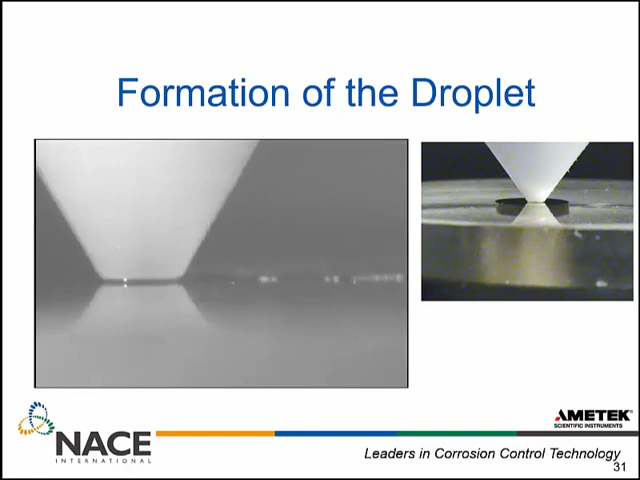 Formation of the Droplet
NACE
INTERNATIONAL
AMETEK®
SCIENTIFIC INSTRUMENTS
Leaders in Corrosion Control Technology
31